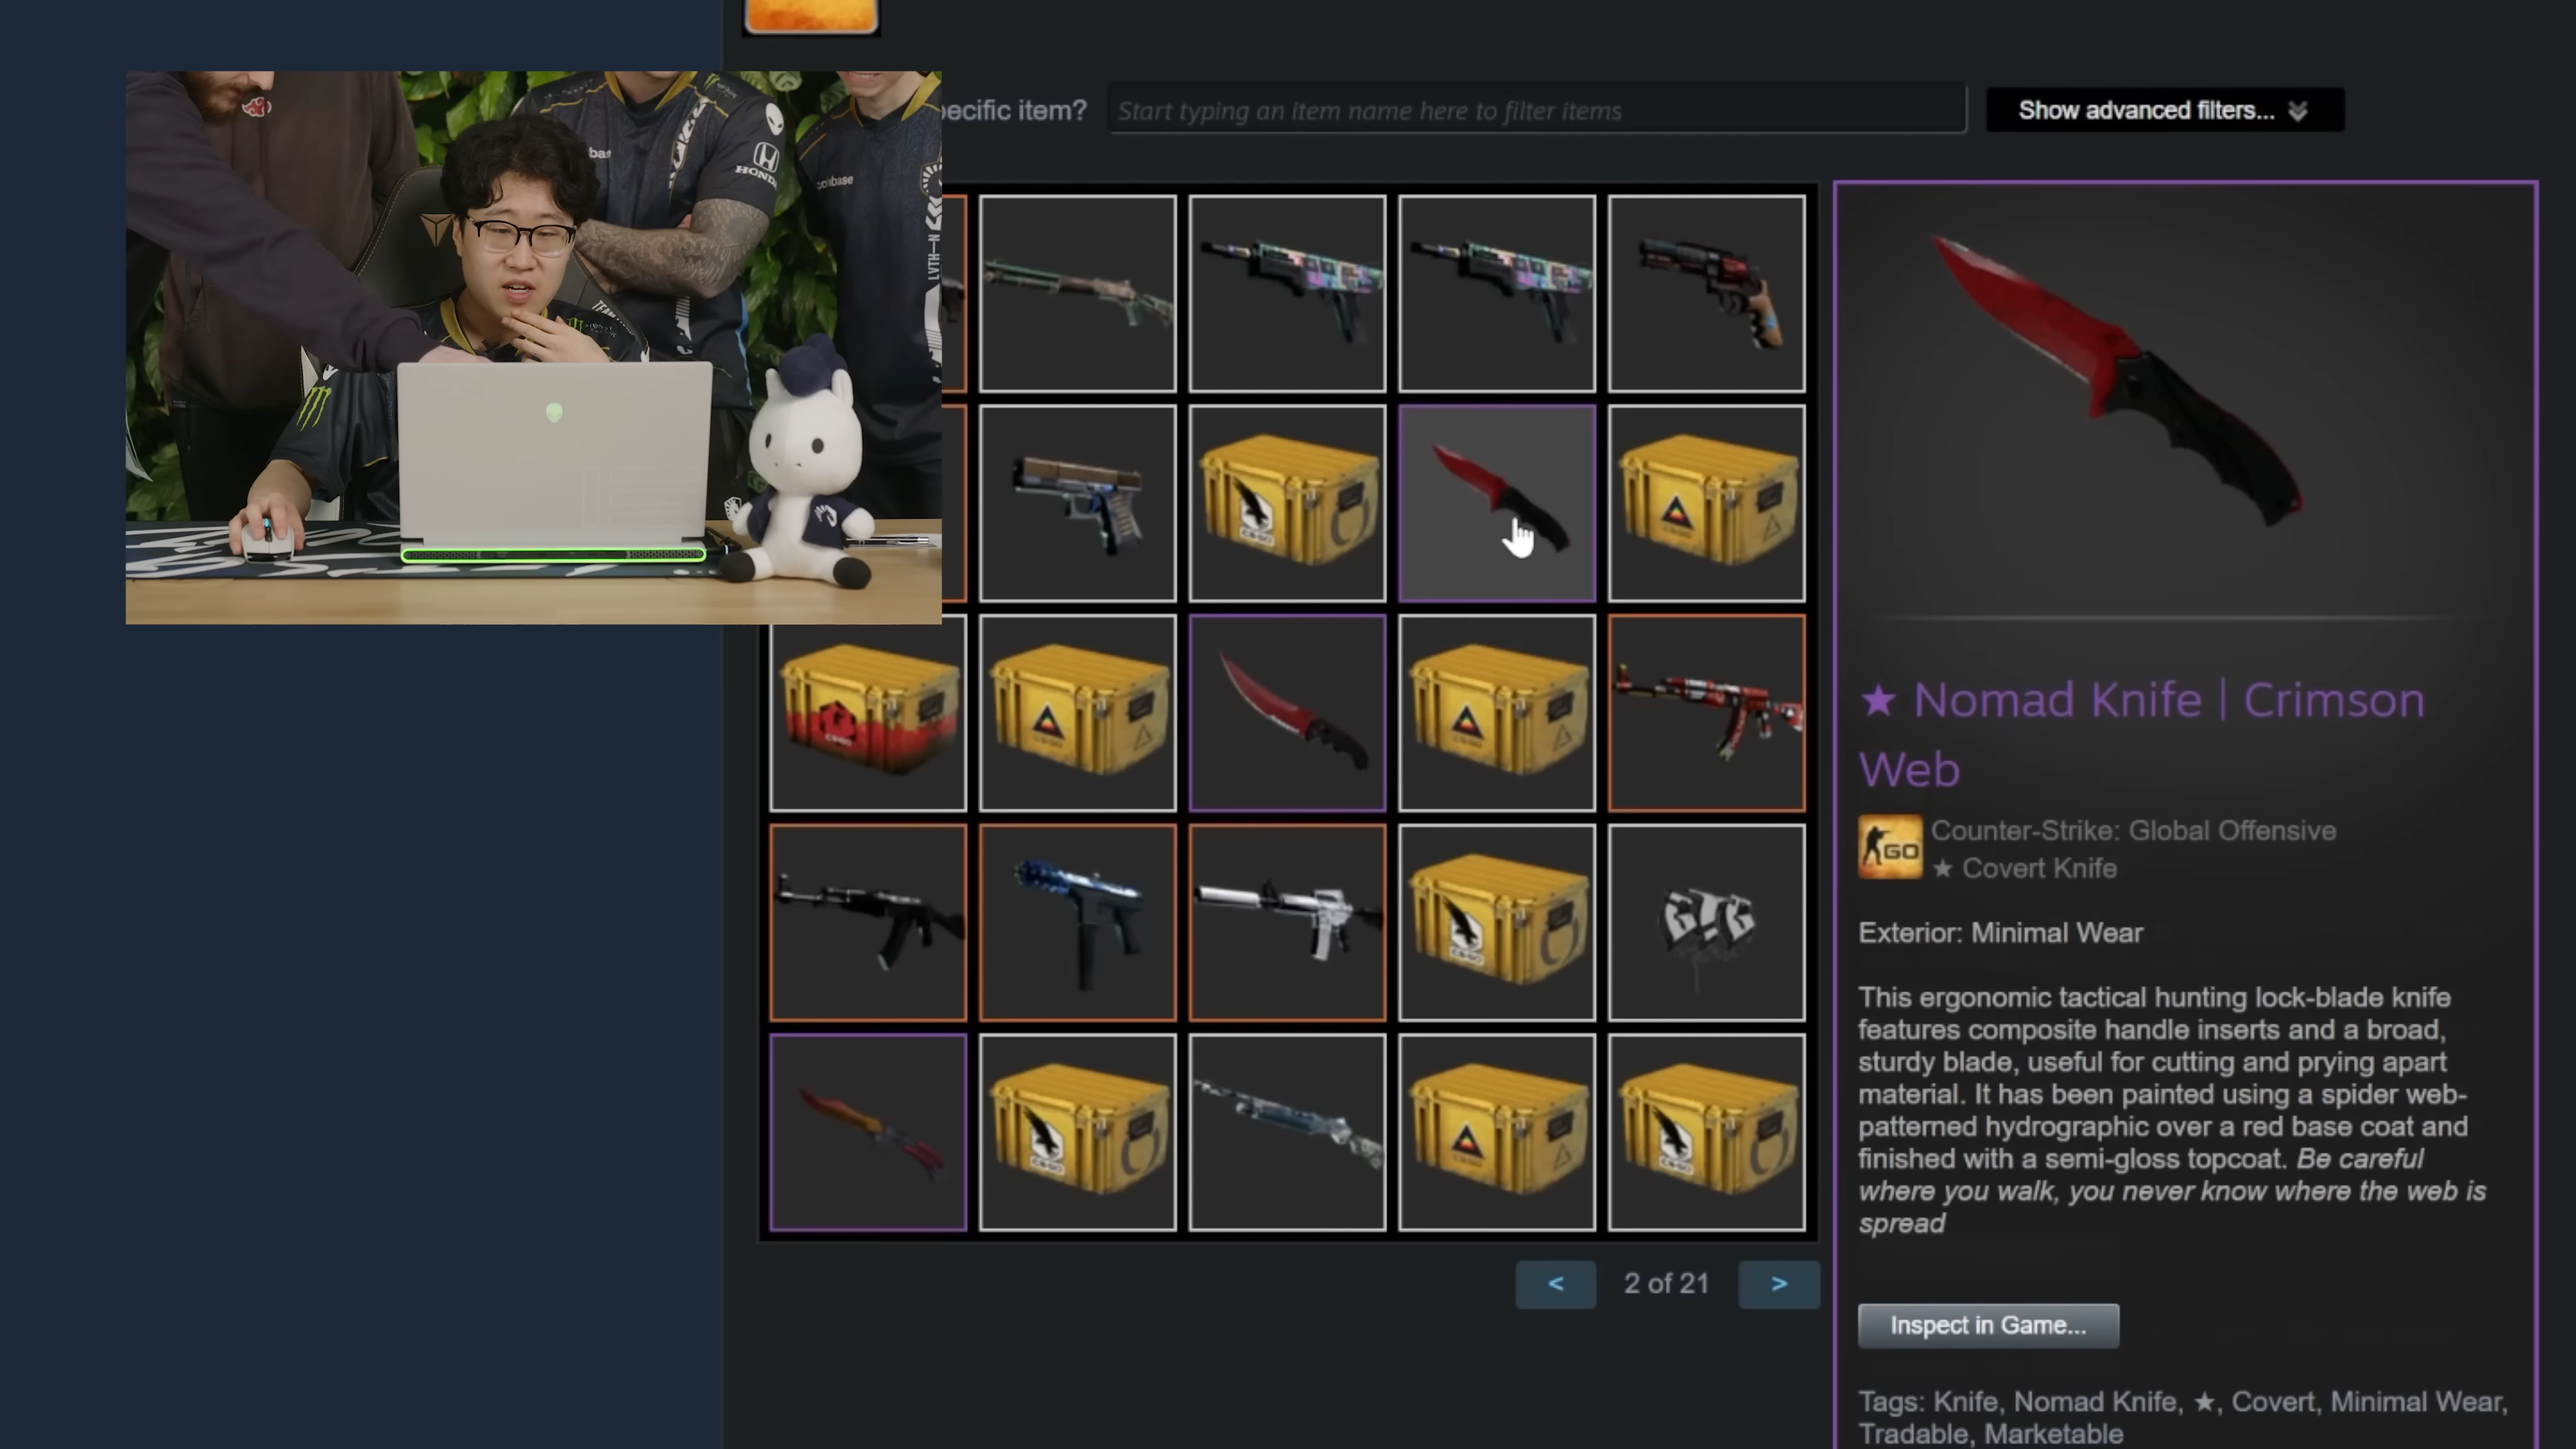 pecific item?
Start typing an item name here to filter items
Show advanced filters...
HONDA
coinbase
★ Nomad Knife | Crimson
Web
GO
Counter-Strike: Global Offensive
★ Covert Knife
Exterior: Minimal Wear
This ergonomic tactical hunting lock-blade knife
features composite handle inserts and a broad,
sturdy blade, useful for cutting and prying apart
material. It has been painted using a spider web-
patterned hydrographic over a red base coat and
finished with a semi-gloss topcoat. Be careful
where you walk, you never know where the web is
spread
< 2 of 21 >
Inspect in Game...
Tags: Knife, Nomad Knife, ★, Covert, Minimal Wear,
Tradable, Marketable